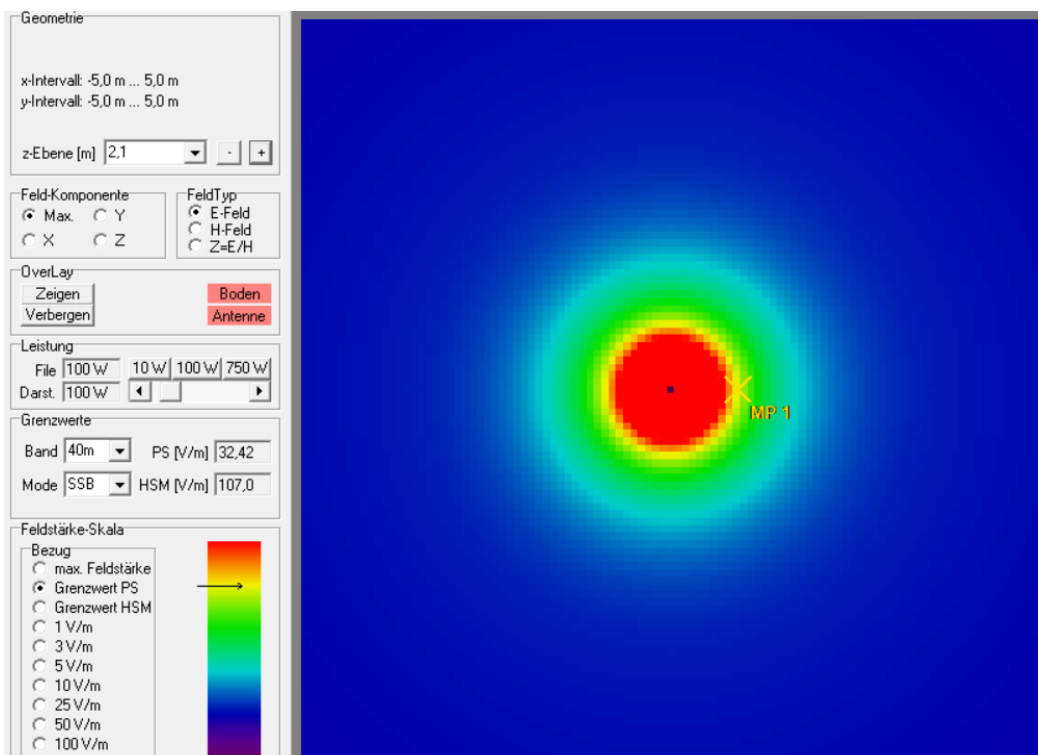 Geometrie
x-Intervall: -5,0 m ... 5,0 m
y-Intervall: -5,0 m ... 5,0 m
z-Ebene [m] 2,1 - +
Feld-Komponente
Max. Y
X Z
FeldTyp
E-Feld
H-Feld
Z=E/H
OverLay
Zeigen Boden
Verbergen Antenne
Leistung
File 100 W 10 W 100 W 750 W
Darst. 100 W
Grenzwerte
Band 40m PS [V/m] 32,42
Mode SSB HSM [V/m] 107,0
Feldstärke-Skala
Bezug
max. Feldstärke
Grenzwert PS
Grenzwert HSM
1 V/m
3 V/m
5 V/m
10 V/m
25 V/m
50 V/m
100 V/m
MP 1